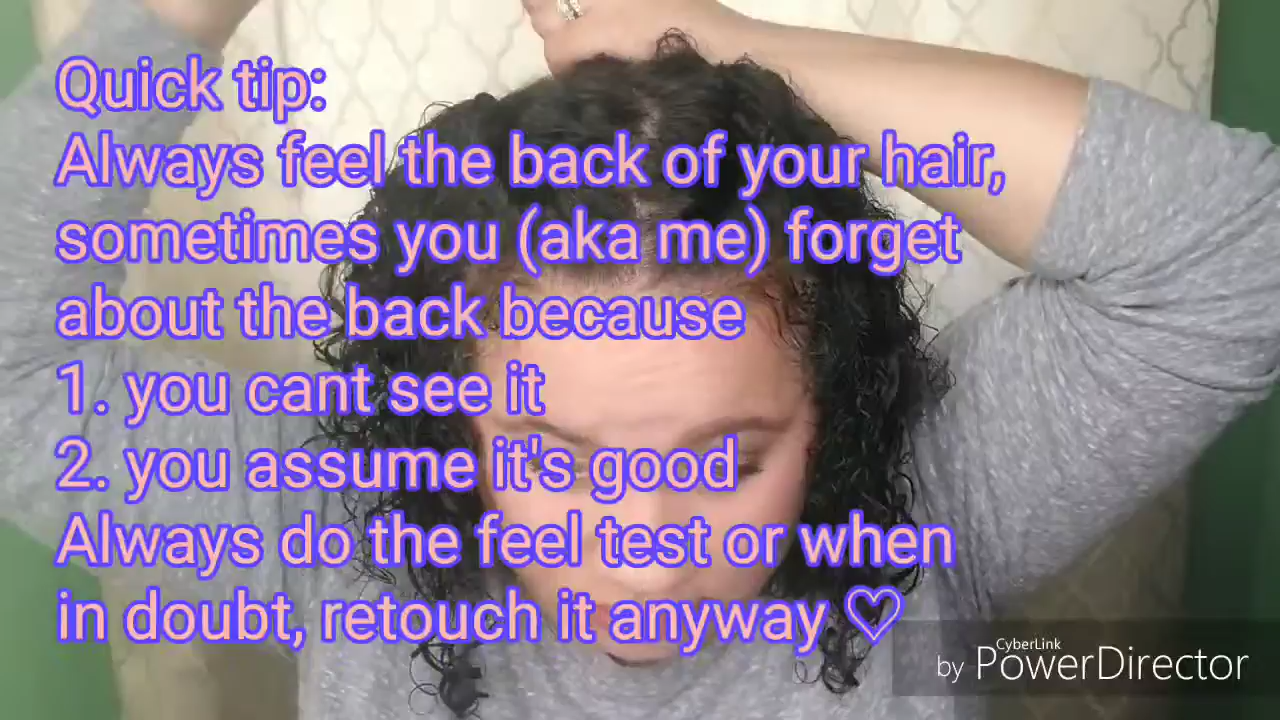 Quick tip:
Always feel the back of your hair,
sometimes you (aka me) forget
about the back because
1. you cant see it
2. you assume it's good
Always do the feel test or when
in doubt, retouch it anyway ♡
CyberLink
by PowerDirector